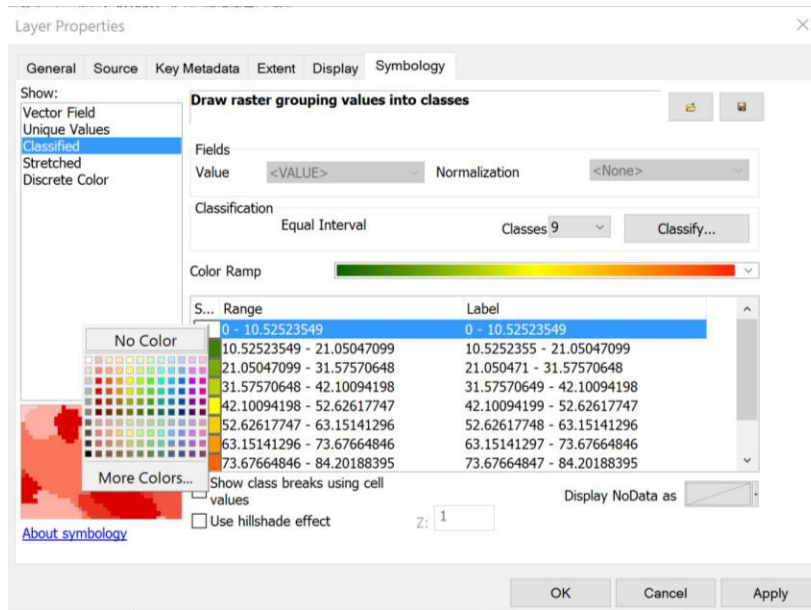 Layer Properties
General Source Key Metadata Extent Display Symbology
Show:
Vector Field
Unique Values
Classified
Stretched
Discrete Color
Draw raster grouping values into classes
Fields
Value <VALUE> Normalization <None>
Classification
Equal Interval Classes 9 Classify...
Color Ramp
S... Range Label
0 - 10.52523549 0 - 10.52523549
10.52523549 - 21.05047099 10.5252355 - 21.05047099
21.05047099 - 31.57570648 21.050471 - 31.57570648
31.57570648 - 42.10094198 31.57570649 - 42.10094198
42.10094198 - 52.62617747 42.10094199 - 52.62617747
52.62617747 - 63.15141296 52.62617748 - 63.15141296
63.15141296 - 73.67664846 63.15141297 - 73.67664846
73.67664846 - 84.20188395 73.67664847 - 84.20188395
No Color
More Colors...
Show class breaks using cell
values
Display NoData as
Use hillshade effect Z: 1
About symbology
OK Cancel Apply